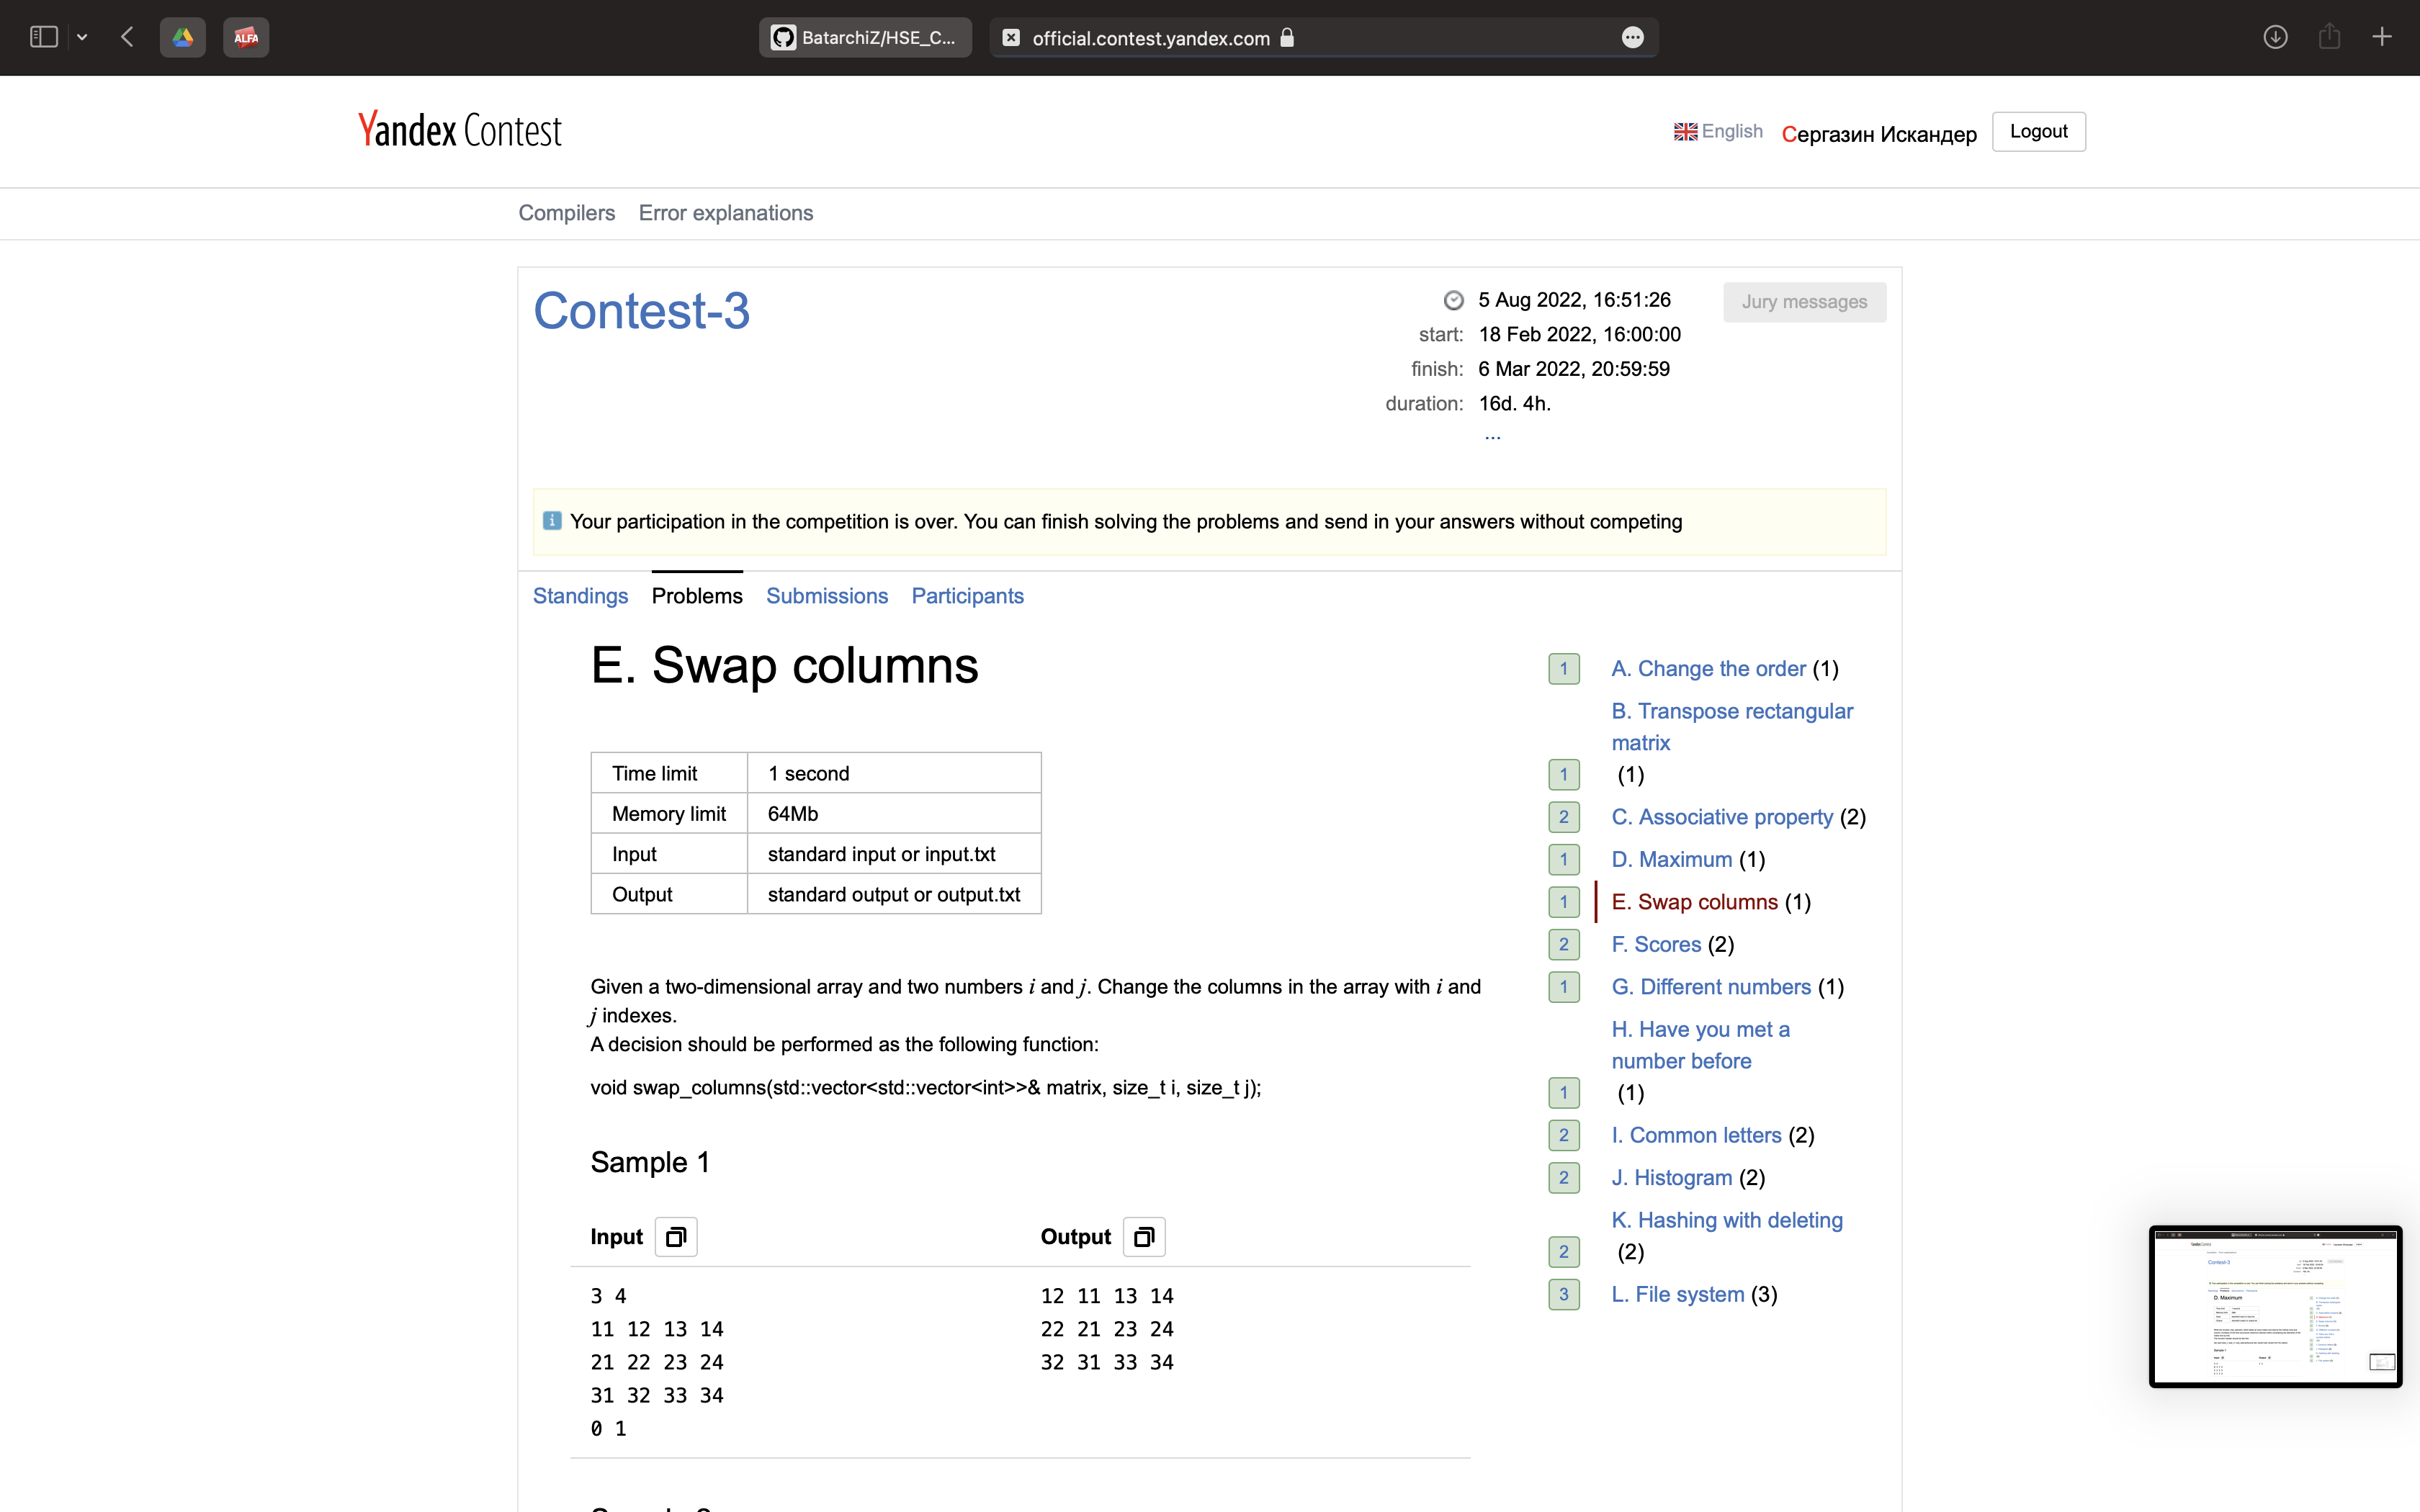 ALFA
BatarchiZ/HSE_C...
official.contest.yandex.com
Yandex Contest
English
Сергазин Искандер
Logout
Compilers
Error explanations
Contest-3
5 Aug 2022, 16:51:26
Jury messages
start: 18 Feb 2022, 16:00:00
finish: 6 Mar 2022, 20:59:59
duration: 16d. 4h.
...
Your participation in the competition is over. You can finish solving the problems and send in your answers without competing
Standings
Problems
Submissions
Participants
E. Swap columns
Time limit 1 second
Memory limit 64Mb
Input standard input or input.txt
Output standard output or output.txt
Given a two-dimensional array and two numbers i and j. Change the columns in the array with i and
j indexes.
A decision should be performed as the following function:
void swap_columns(std::vector<std::vector<int>>& matrix, size_t i, size_t j);
Sample 1
Input
3 4
11 12 13 14
21 22 23 24
31 32 33 34
0 1
Output
12 11 13 14
22 21 23 24
32 31 33 34
1 A. Change the order (1)
B. Transpose rectangular
matrix
1 (1)
2 C. Associative property (2)
1 D. Maximum (1)
1 E. Swap columns (1)
2 F. Scores (2)
1 G. Different numbers (1)
H. Have you met a
number before
1 (1)
2 I. Common letters (2)
2 J. Histogram (2)
K. Hashing with deleting
2 (2)
3 L. File system (3)
Contest-3
D. Maximum